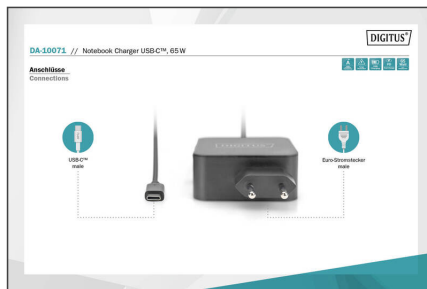 DIGITUS®
DA-10071 // Notebook Charger USB-C™, 65 W
Anschlüsse
Connections
DIGITUS
USB-C™
male
Euro-Stromstecker
male